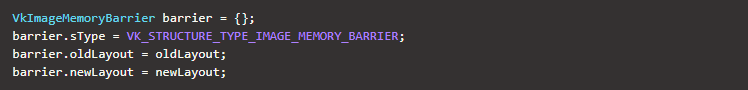 VkImageMemoryBarrier barrier = {};
barrier.sType = VK_STRUCTURE_TYPE_IMAGE_MEMORY_BARRIER;
barrier.oldLayout = oldLayout;
barrier.newLayout = newLayout;